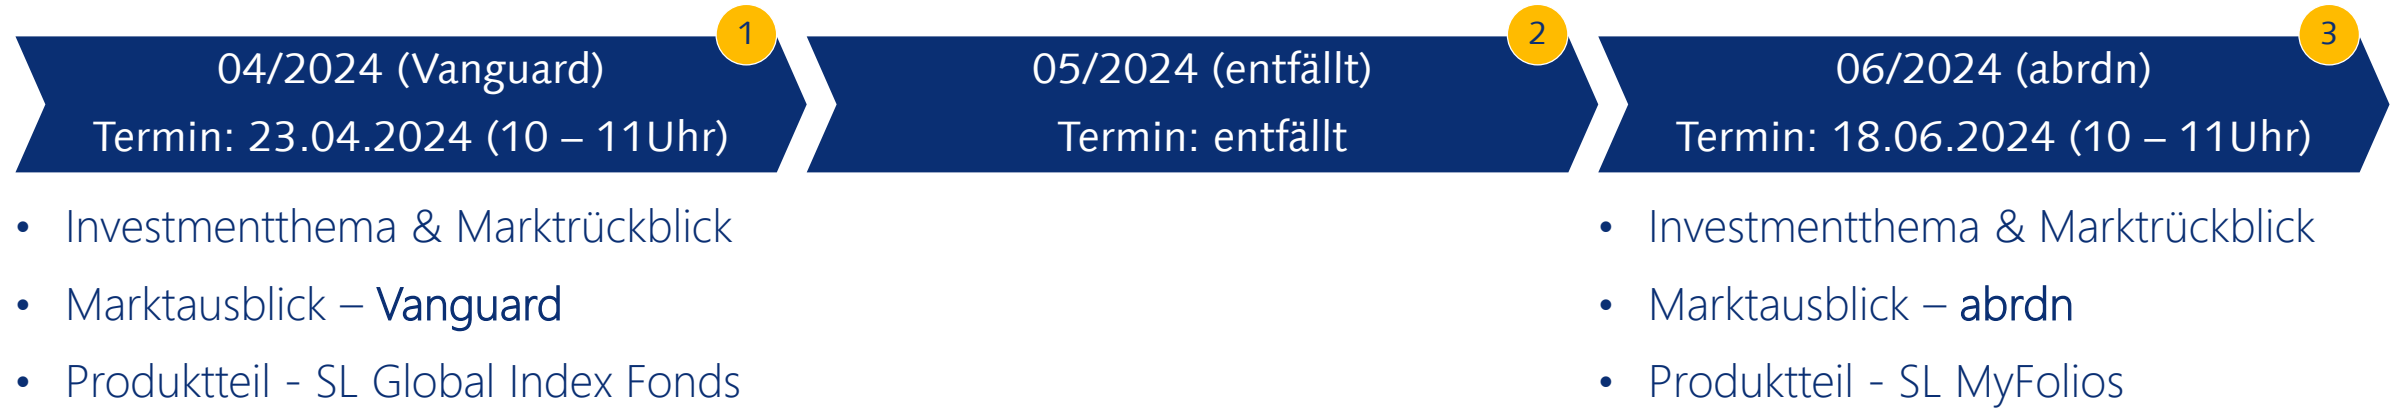 1
04/2024 (Vanguard)
Termin: 23.04.2024 (10 – 11Uhr)
• Investmentthema & Marktrückblick
• Marktausblick – Vanguard
• Produktteil - SL Global Index Fonds
2
05/2024 (entfällt)
Termin: entfällt
3
06/2024 (abrdn)
Termin: 18.06.2024 (10 – 11Uhr)
• Investmentthema & Marktrückblick
• Marktausblick – abrdn
• Produktteil - SL MyFolios